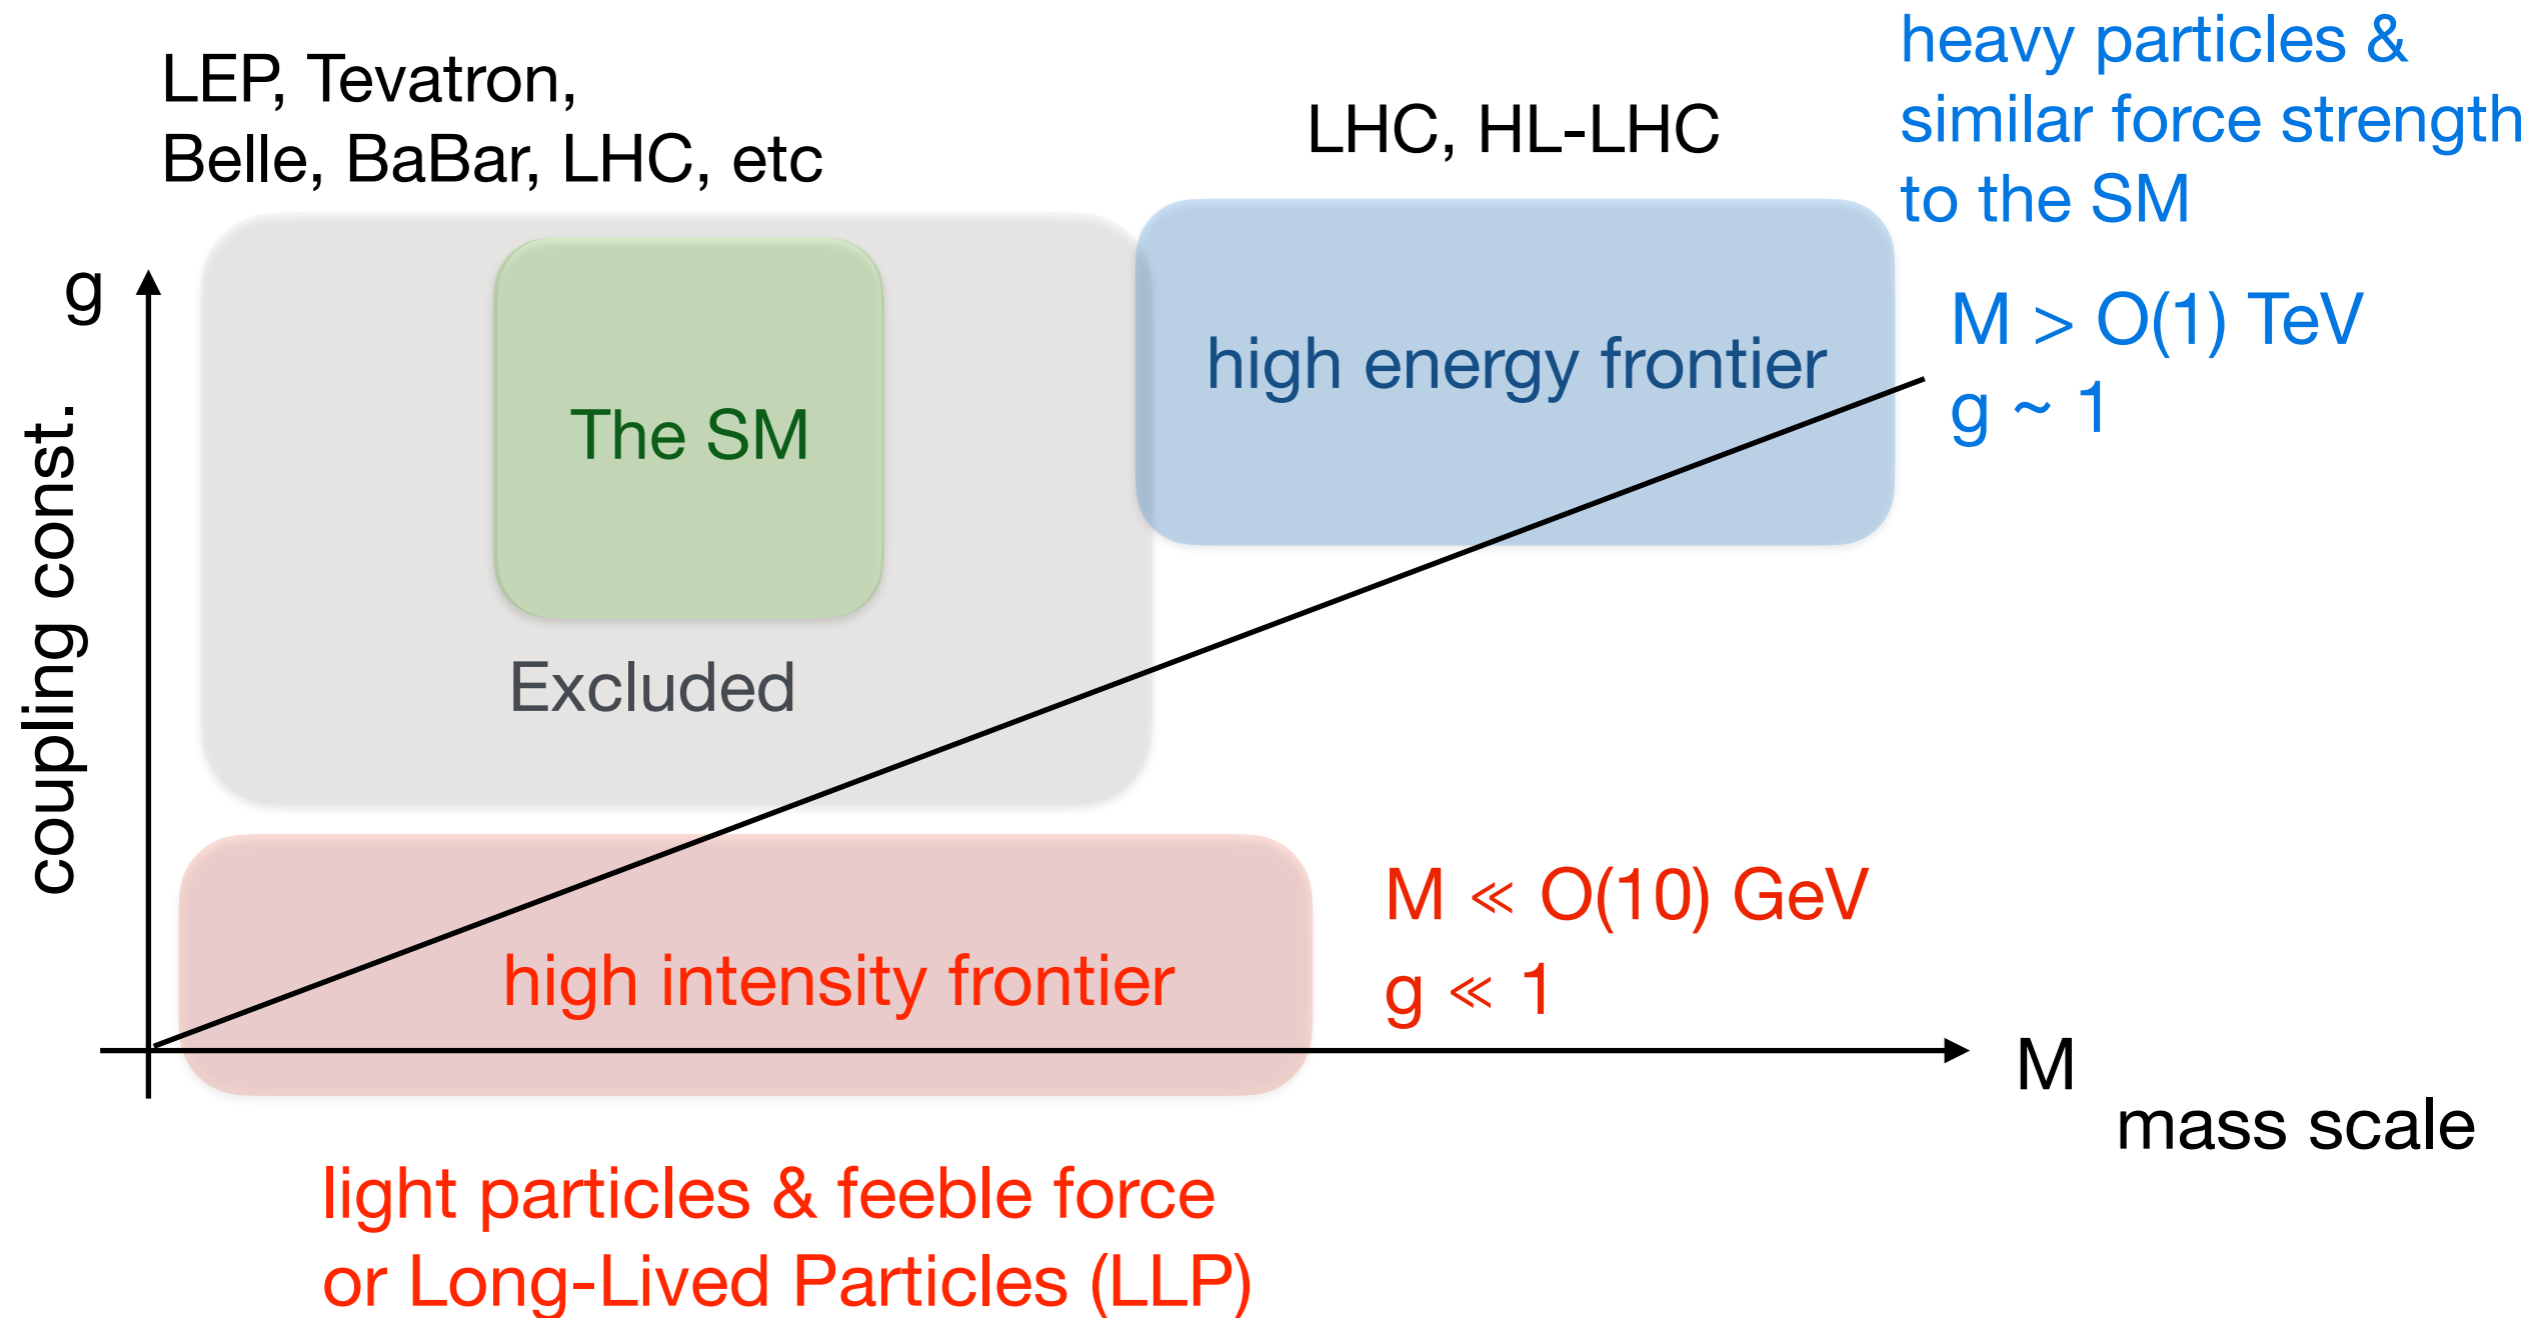 LEP, Tevatron,
Belle, BaBar, LHC, etc
LHC, HL-LHC
heavy particles &
similar force strength
to the SM
g
coupling const.
The SM
Excluded
high energy frontier
M > O(1) TeV
g ~ 1
high intensity frontier
M ≪ O(10) GeV
g ≪ 1
M
mass scale
light particles & feeble force
or Long-Lived Particles (LLP)